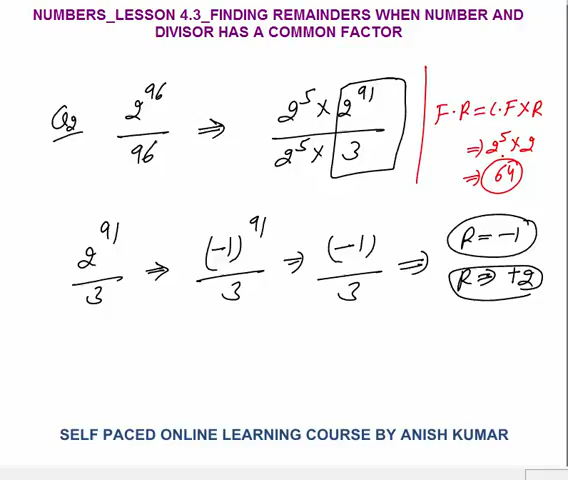 NUMBERS_LESSON 4.3_FINDING REMAINDERS WHEN NUMBER AND
DIVISOR HAS A COMMON FACTOR
Q2 2^96/96 ⇒ 2^5 × 2^91 / 2^5 × 3
F.R = C.F × R
⇒ 2^5 × 2
⇒ 64
2^91/3 ⇒ (-1)^91/3 ⇒ (-1)/3 ⇒ R = -1
R ⇒ +2
SELF PACED ONLINE LEARNING COURSE BY ANISH KUMAR